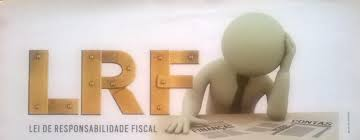 LRF
LEI DE RESPONSABILIDADE FISCAL
CONTAS